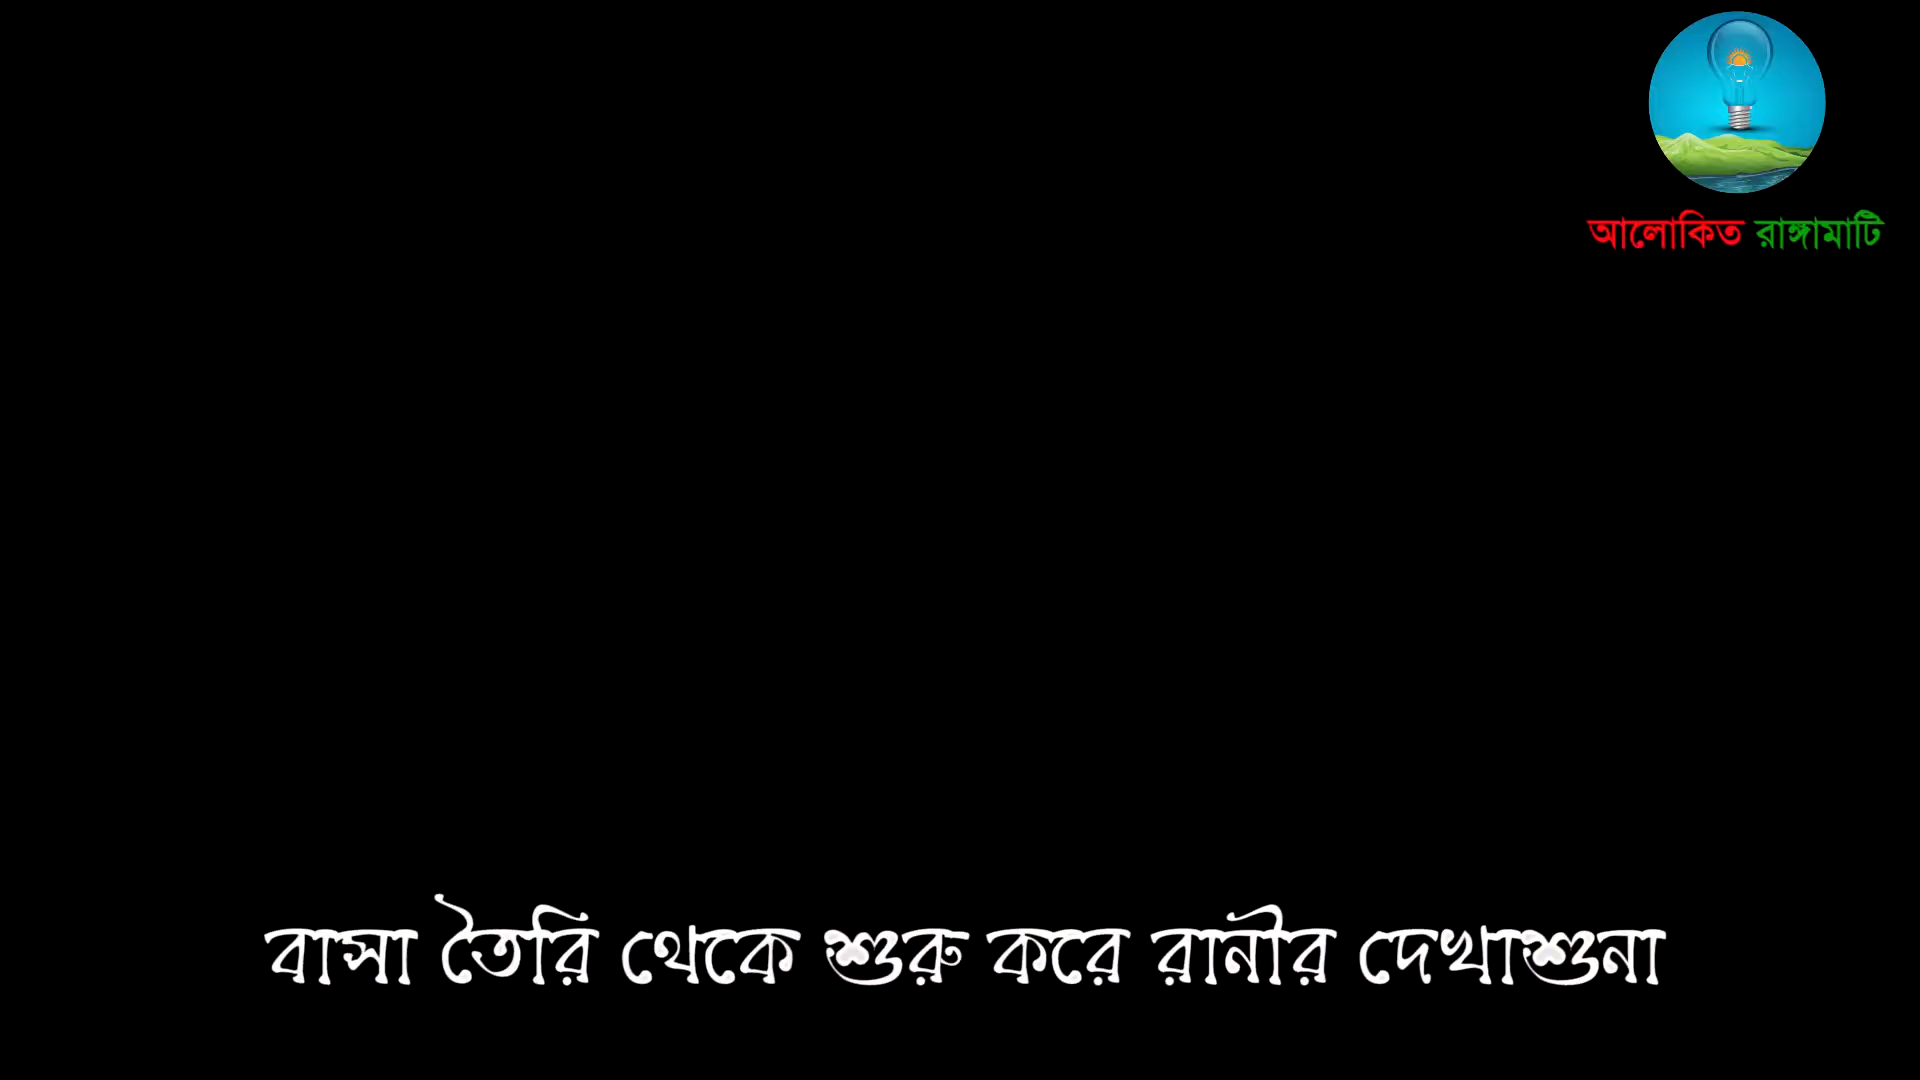 আলোকিত রাঙ্গামাটি
বাসা তৈরি থেকে শুরু করে রানীর দেখাশুনা